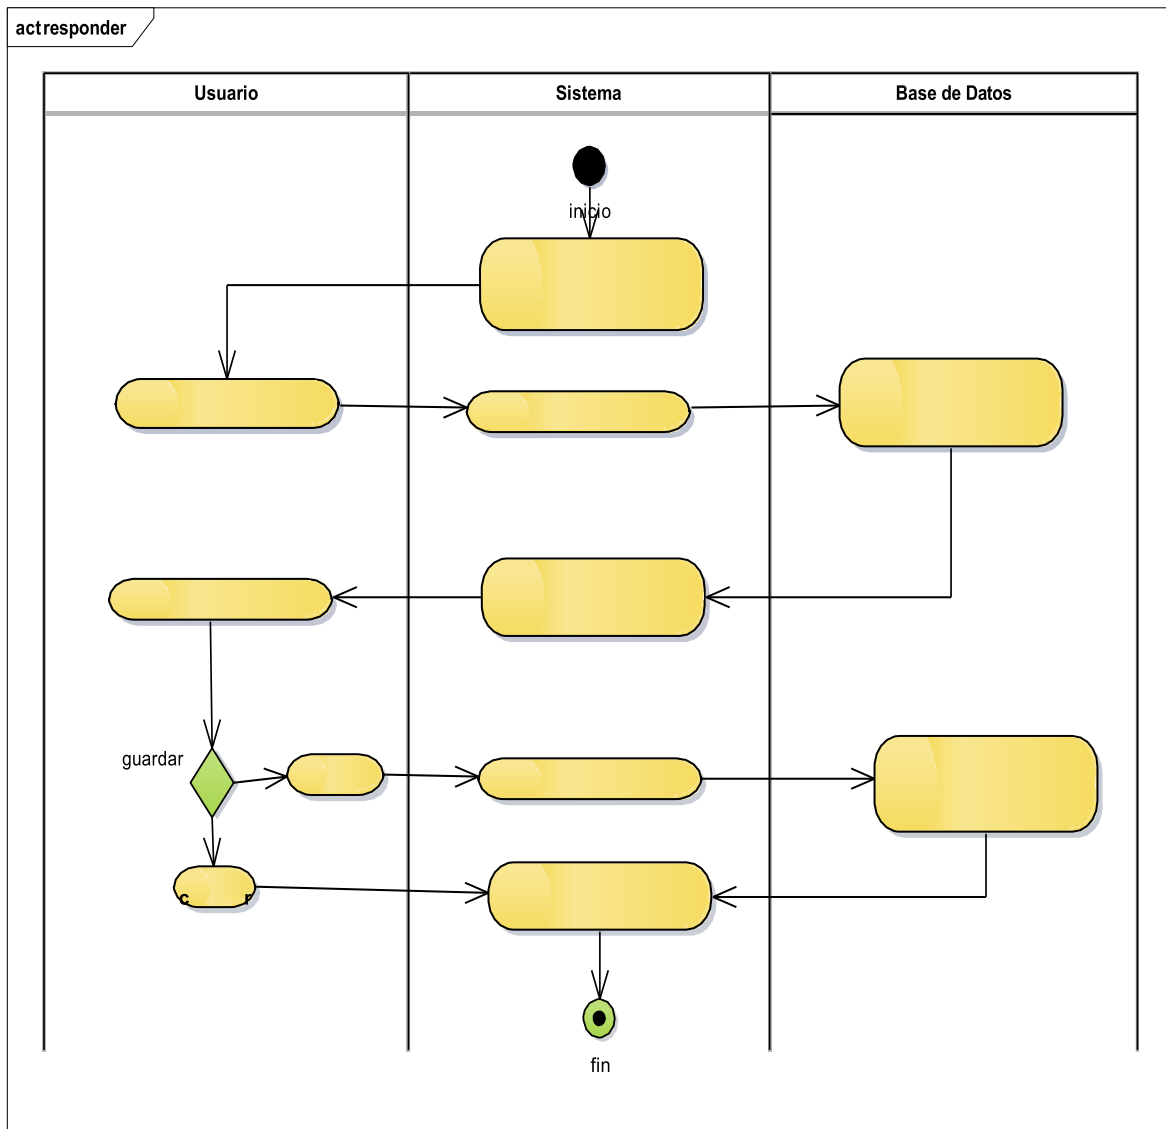 act responder
Usuario
Sistema
Base de Datos
inicio
guardar
c r
fin